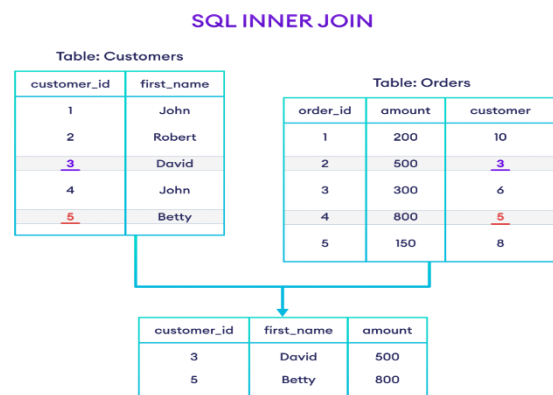 SQL INNER JOIN
Table: Customers
customer_id first_name
1 John
2 Robert
3 David
4 John
5 Betty
Table: Orders
order_id amount customer
1 200 10
2 500 3
3 300 6
4 800 5
5 150 8
customer_id first_name amount
3 David 500
5 Betty 800